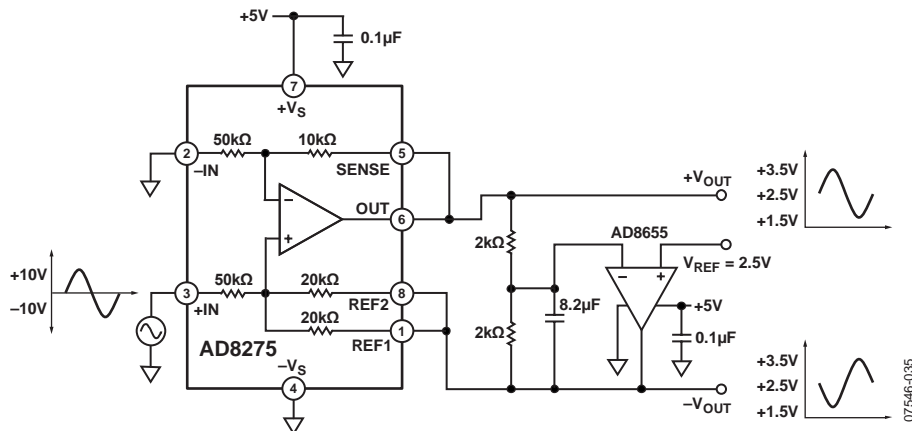 +5V
0.1µF
7
+VS
50kΩ
10kΩ
2
–IN
5
SENSE
–
+
OUT
6
+VOUT
+3.5V
+2.5V
+1.5V
AD8655
2kΩ
–
+
VREF = 2.5V
+10V
–10V
50kΩ
20kΩ
3
+IN
8
REF2
20kΩ
1
REF1
8.2µF
+5V
2kΩ
0.1µF
AD8275
–VS
4
–VOUT
+3.5V
+2.5V
+1.5V
07546-035